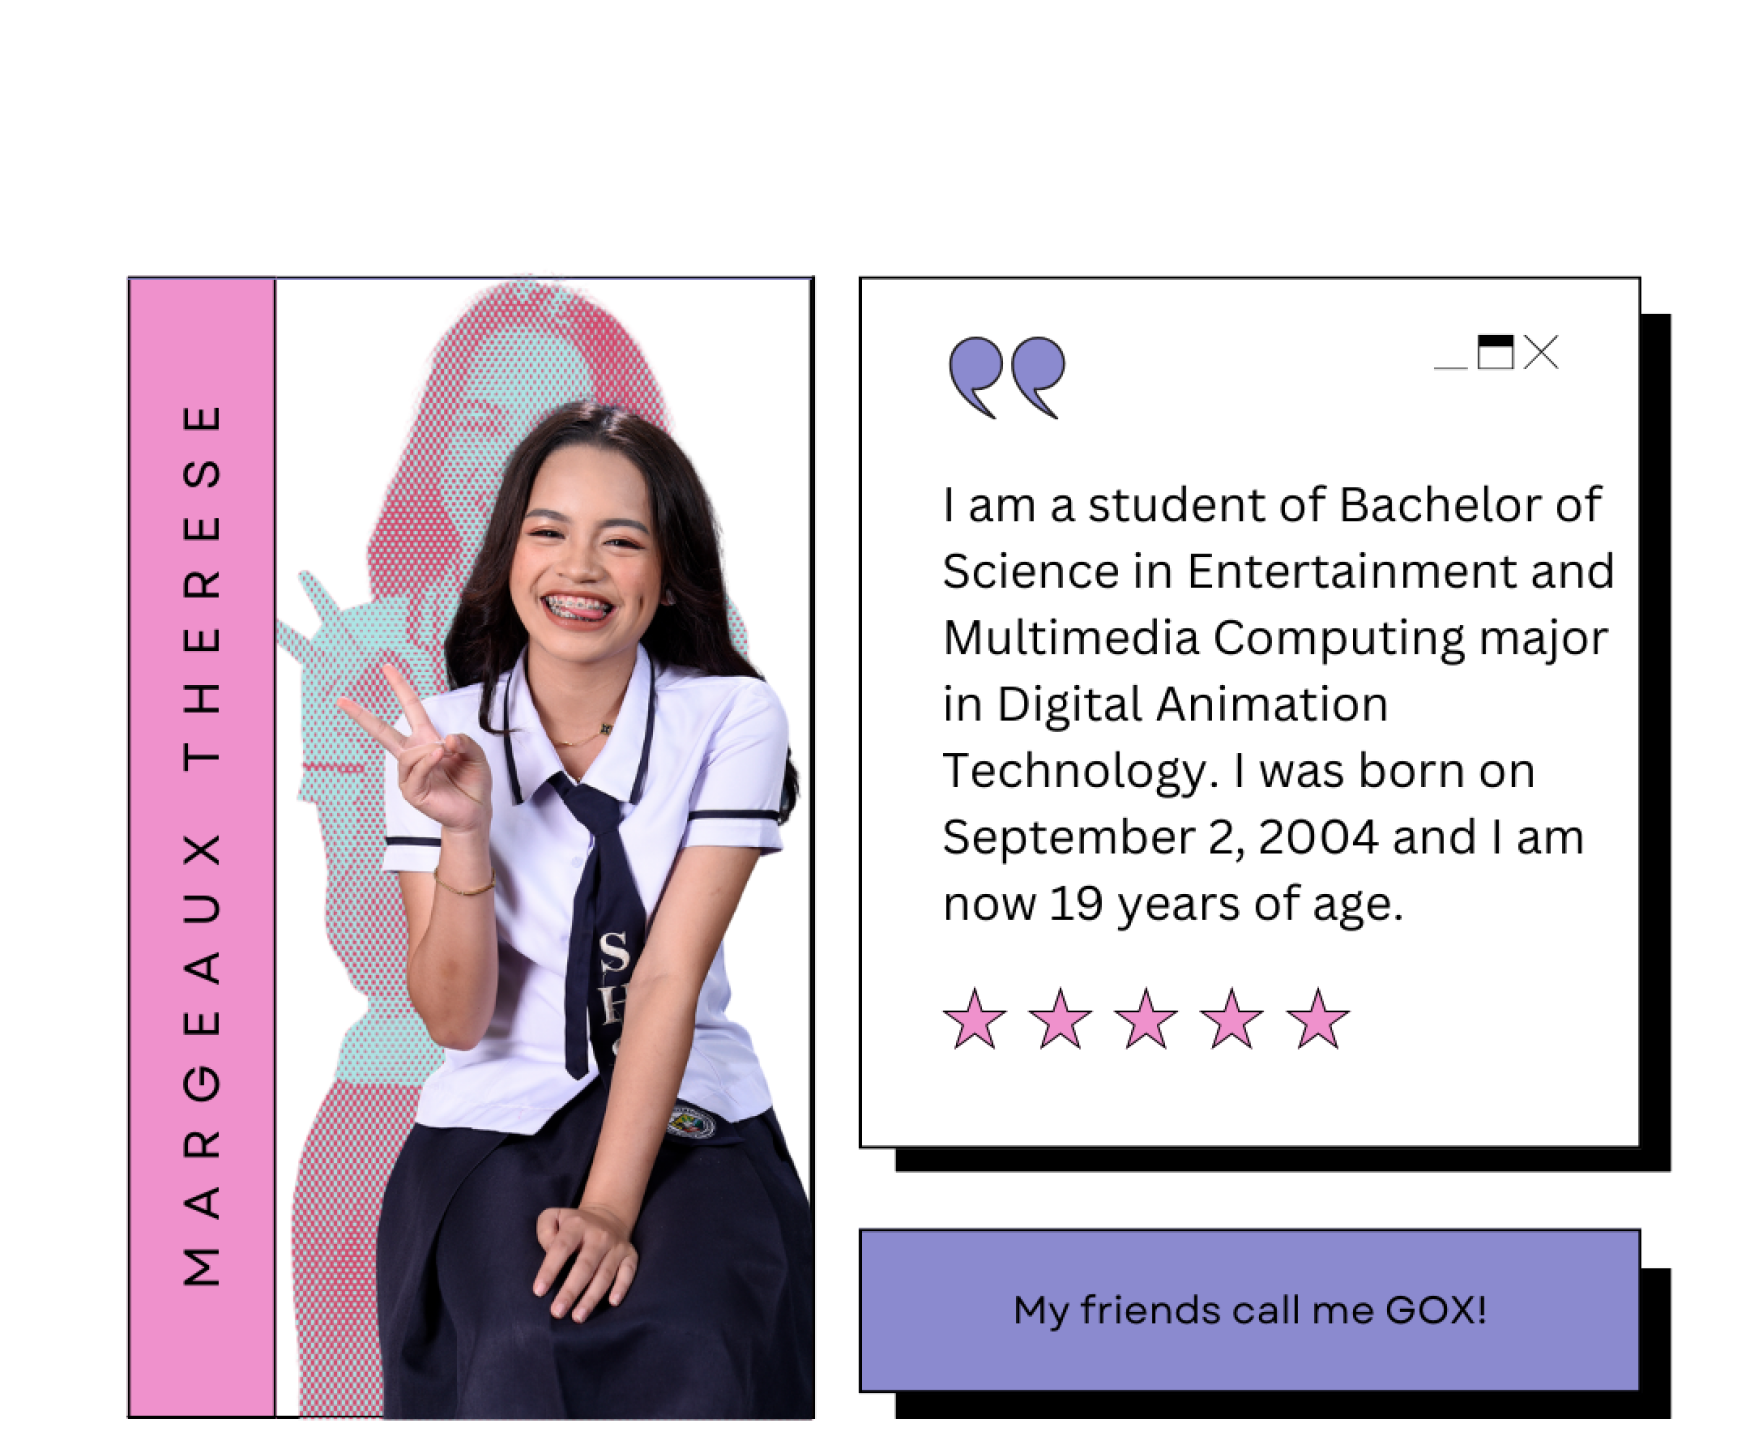 MARGEAUX THERESE
I am a student of Bachelor of
Science in Entertainment and
Multimedia Computing major
in Digital Animation
Technology. I was born on
September 2, 2004 and I am
now 19 years of age.
S
H
My friends call me GOX!